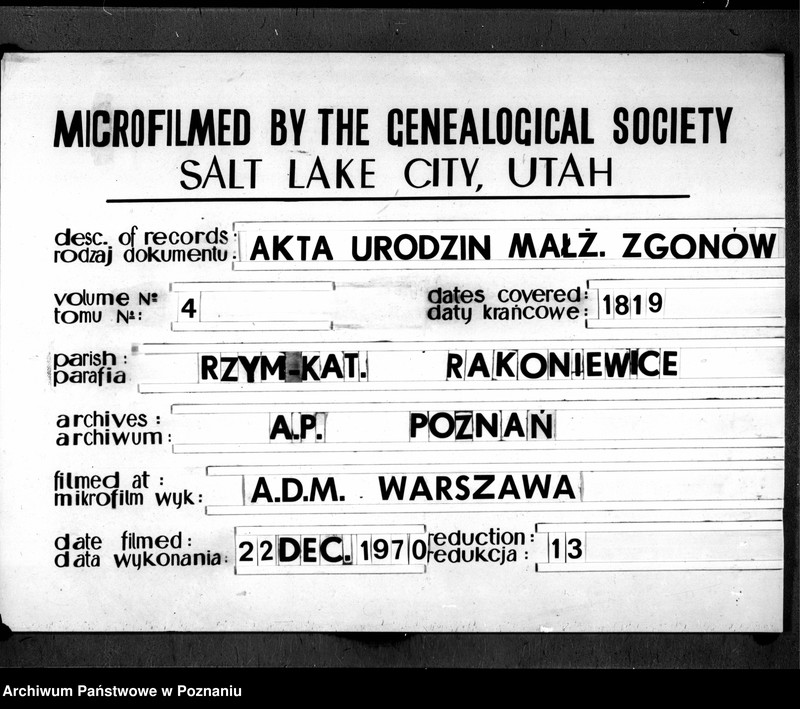 MICROFILMED BY THE GENEALOGICAL SOCIETY
SALT LAKE CITY, UTAH
desc. of records:
rodzaj dokumentu: AKTA URODZIN MAŁŻ. ZGONÓW
volume №
tomu №: 4
dates covered:
daty krańcowe: 1819
parish:
parafia RZYM-KAT. RAKONIEWICE
archives:
archiwum: A.P. POZNAŃ
filmed at:
mikrofilm wyk: A.D.M. WARSZAWA
date filmed:
data wykonania: 22 DEC. 1970
reduction:
redukcja: 13
Archiwum Państwowe w Poznaniu